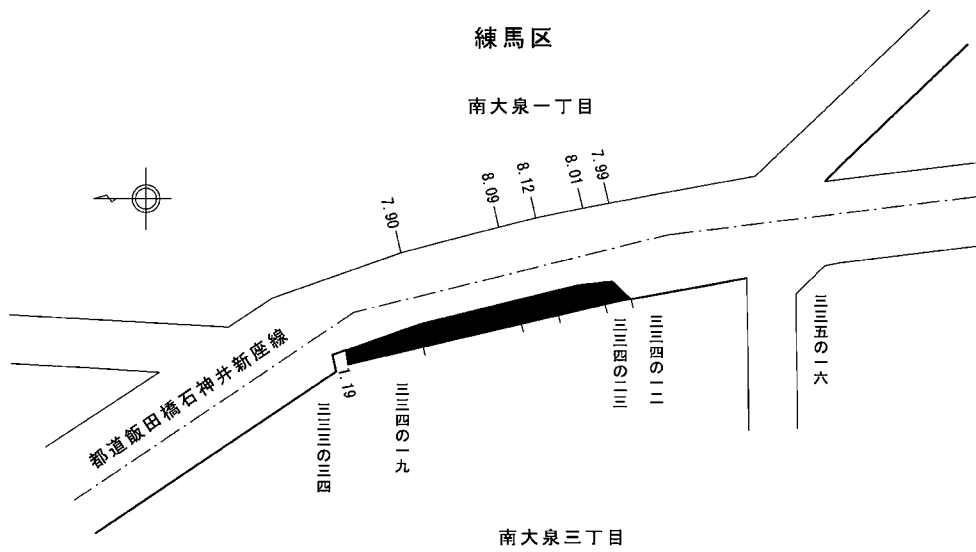 練馬区
南大泉一丁目
7.90
8.09
8.12
8.01
7.99
都道飯田橋石神井新座線
1.19
三三三の三四
三三四の一九
三三四の二三
三三四の一二
三三五の一六
南大泉三丁目